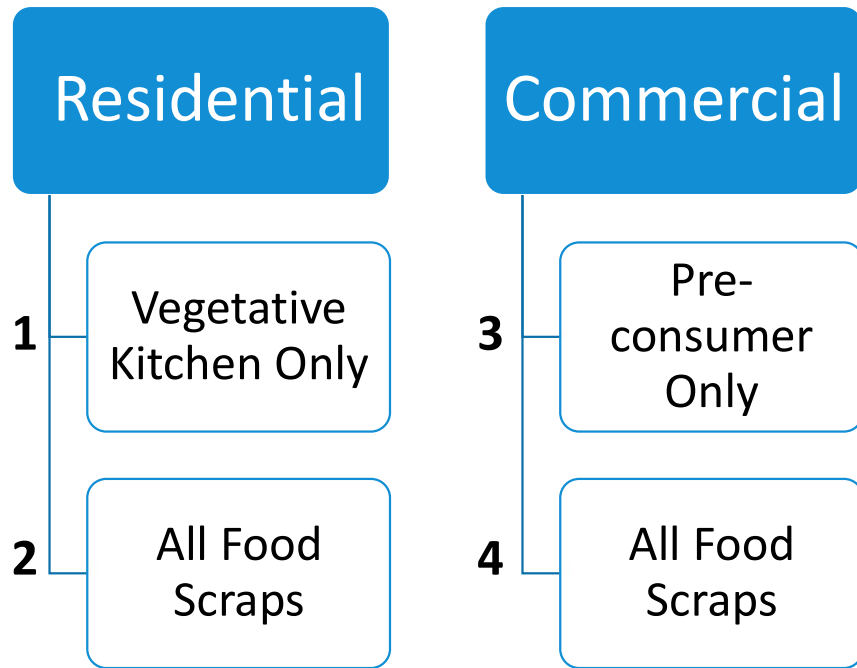 Residential
1
Vegetative
Kitchen Only
2
All Food
Scraps
Commercial
3
Pre-
consumer
Only
4
All Food
Scraps